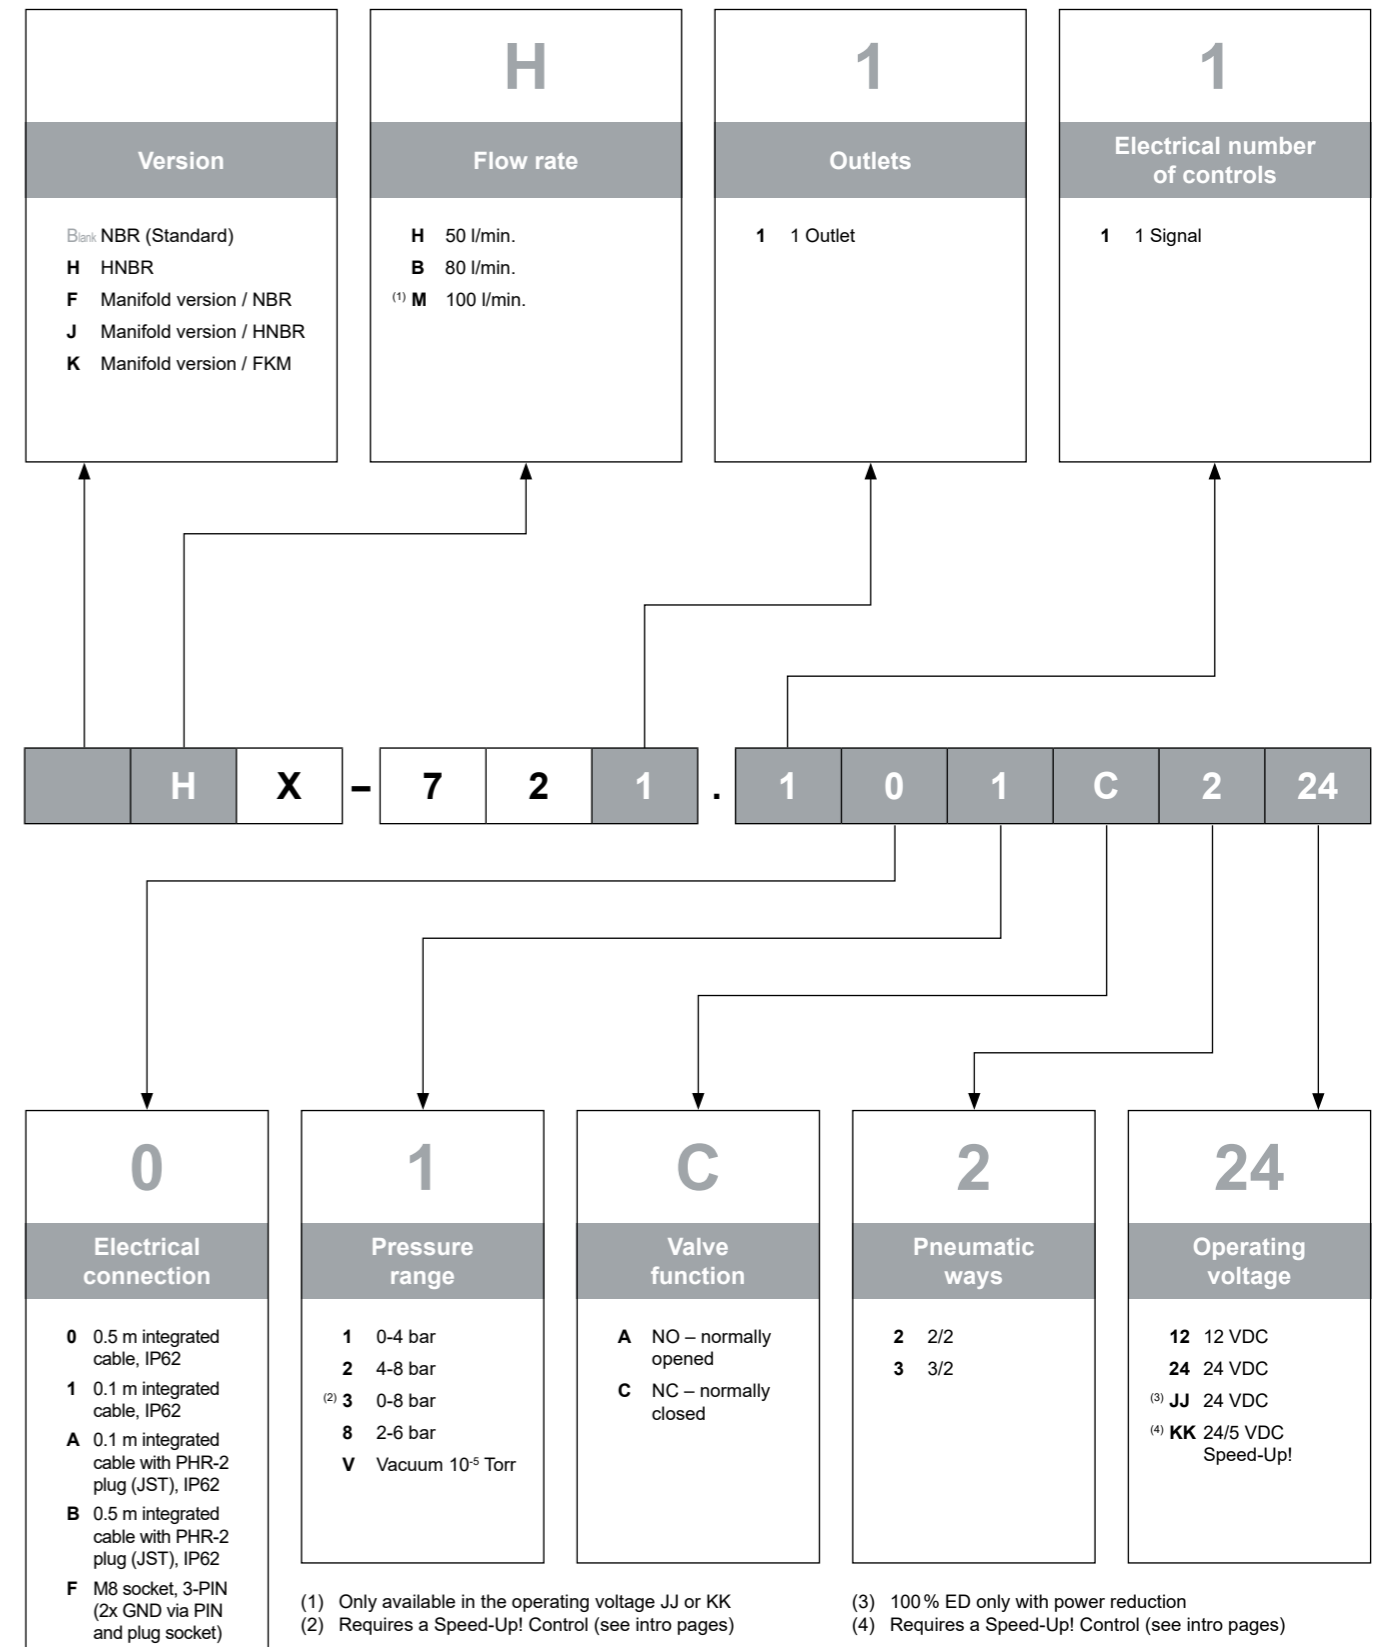 H
1
1
Version
Flow rate
Outlets
Electrical number
of controls
Blank NBR (Standard)
H HNBR
F Manifold version / NBR
J Manifold version / HNBR
K Manifold version / FKM
H 50 l/min.
B 80 l/min.
(1) M 100 l/min.
1 1 Outlet
1 1 Signal
H X – 7 2 1 . 1 0 1 C 2 24
0
Electrical
connection
0 0.5 m integrated
cable, IP62
1 0.1 m integrated
cable, IP62
A 0.1 m integrated
cable with PHR-2
plug (JST), IP62
B 0.5 m integrated
cable with PHR-2
plug (JST), IP62
F M8 socket, 3-PIN
(2x GND via PIN
and plug socket)
1
Pressure
range
1 0-4 bar
2 4-8 bar
(2) 3 0-8 bar
8 2-6 bar
V Vacuum 10-5 Torr
C
Valve
function
A NO – normally
opened
C NC – normally
closed
2
Pneumatic
ways
2 2/2
3 3/2
24
Operating
voltage
12 12 VDC
24 24 VDC
(3) JJ 24 VDC
(4) KK 24/5 VDC
Speed-Up!
(1) Only available in the operating voltage JJ or KK
(2) Requires a Speed-Up! Control (see intro pages)
(3) 100 % ED only with power reduction
(4) Requires a Speed-Up! Control (see intro pages)